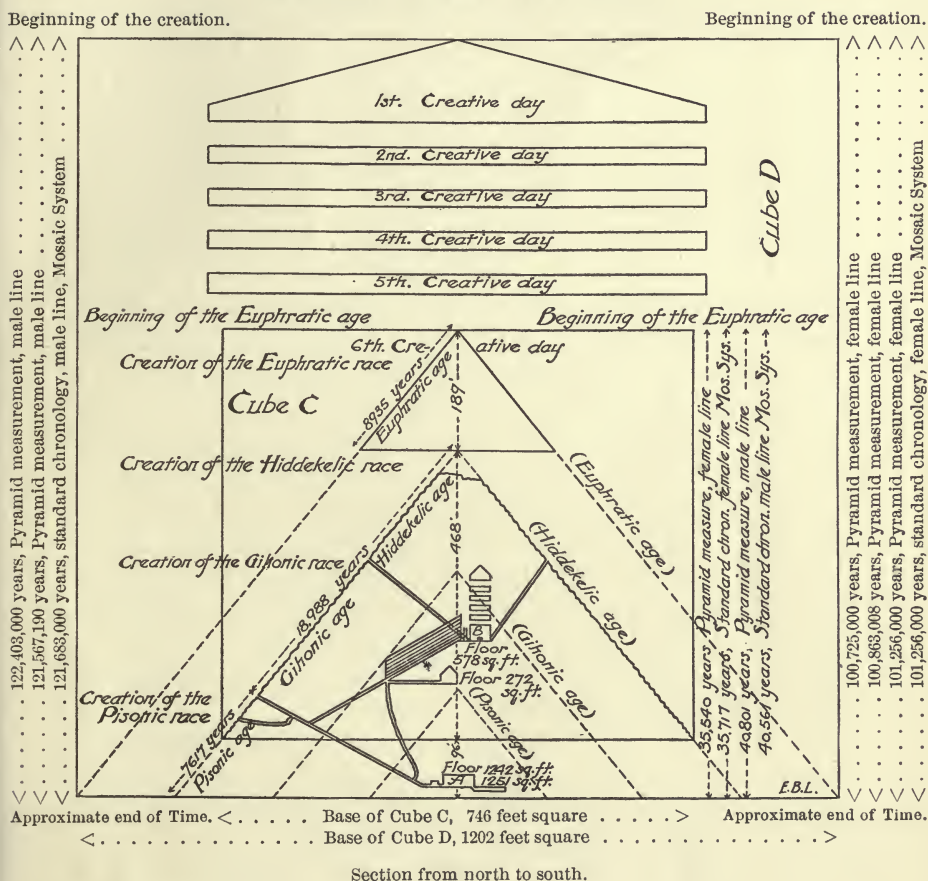 Beginning of the creation.
Beginning of the creation.
122,403,000 years, Pyramid measurement, male line
121,567,190 years, Pyramid measurement, male line
121,683,000 years, standard chronology, male line, Mosaic System
1st. Creative day
2nd. Creative day
3rd. Creative day
4th. Creative day
5th. Creative day
Cube D
Beginning of the Euphratic age
Beginning of the Euphratic age
6th. Cre- ative day
Creation of the Euphratic race
Cube C
8935 years
Euphratic age
189'
Creation of the Hiddekelic race
(Euphratic age)
Hiddekelic age
468'
(Hiddekelic age)
Creation of the Gihonic race
18,988 years
Gihonic age
B
Floor
578 sq. ft.
Floor 272
sq. ft.
(Gihonic age)
(Pisonic age)
Creation of the
Pisonic race
7617 years
Pisonic age
96'
Floor 1242 sq. ft.
A 1251 sq. ft.
35,540 years, Pyramid measure, female line
35,717 years, Standard chron. female line Mos. Sys.
40,801 years, Pyramid measure, male line
40,561 years, Standard chron. male line Mos. Sys.
E.B.L.
100,725,000 years, Pyramid measurement, female line
100,863,008 years, Pyramid measurement, female line
101,256,000 years, Pyramid measurement, female line
101,256,000 years, standard chronology, female line, Mosaic System
Approximate end of Time. < . . . . . . Base of Cube C, 746 feet square . . . . . . > Approximate end of Time.
< . . . . . . . . . . . . . Base of Cube D, 1202 feet square . . . . . . . . . . . . . >
Section from north to south.